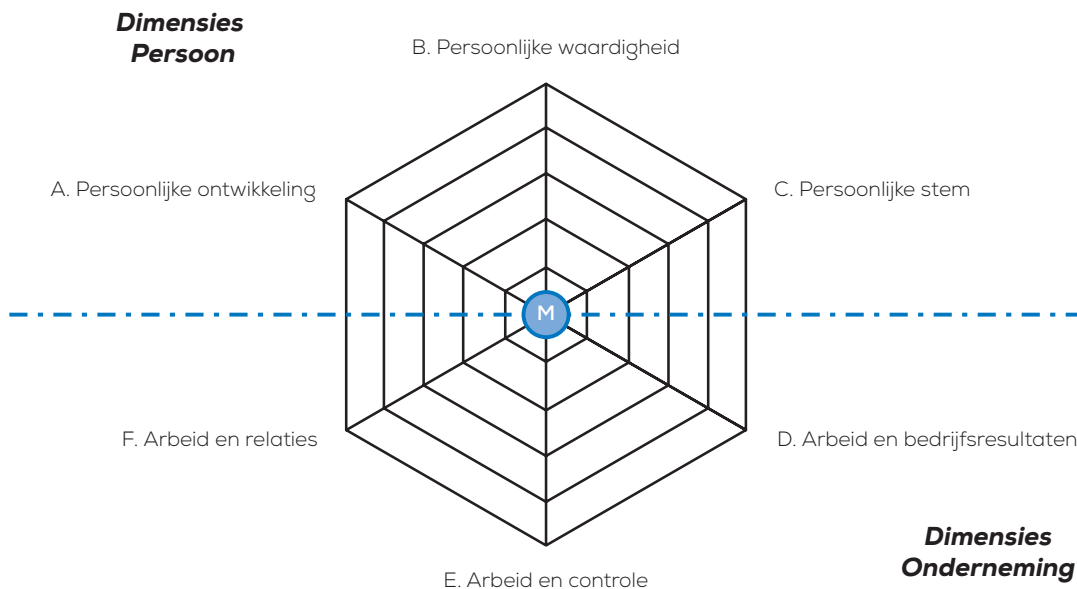 Dimensies
Persoon
B. Persoonlijke waardigheid
A. Persoonlijke ontwikkeling
C. Persoonlijke stem
M
F. Arbeid en relaties
D. Arbeid en bedrijfsresultaten
Dimensies
Onderneming
E. Arbeid en controle